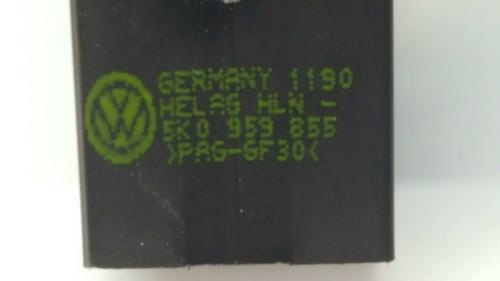 GERMANY 1190
HELAG HLN -
5K0 959 855
>PAG-GF30<